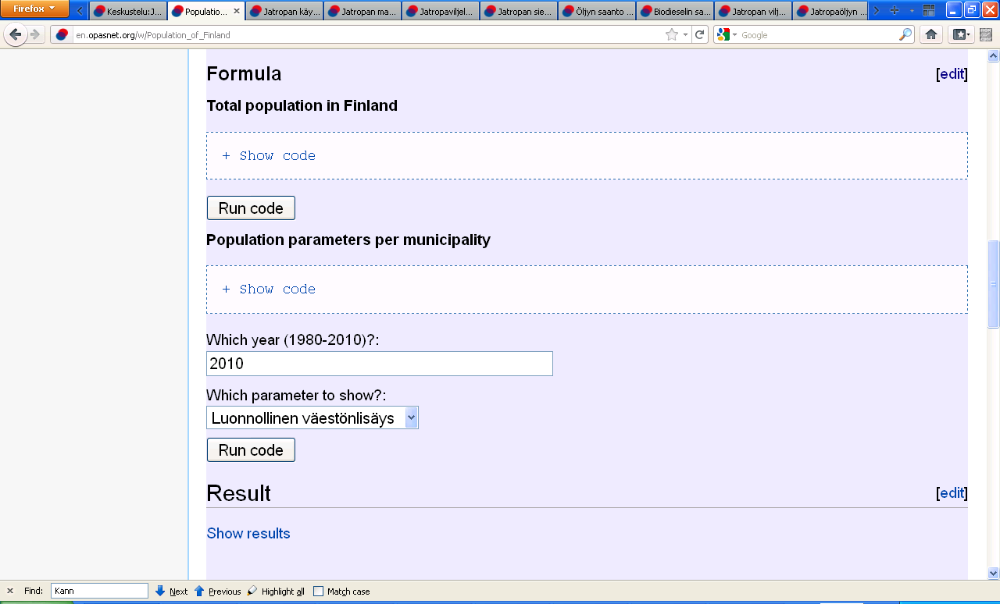 Firefox
Keskustelu:J...
Populatio...
Jatropan käy...
Jatropan ma...
Jatropaviljel...
Jatropan sie...
Öljyn saanto ...
Biodieselin sa...
Jatropan vilj...
Jatropaöljyn ...
en.opasnet.org/w/Population_of_Finland
Google
Formula
[edit]
Total population in Finland
+ Show code
Run code
Population parameters per municipality
+ Show code
Which year (1980-2010)?:
2010
Which parameter to show?:
Luonnollinen väestönlisäys
Run code
Result
[edit]
Show results
Find: Kann Next Previous Highlight all Match case